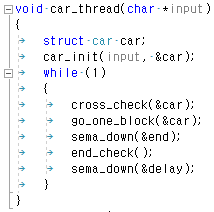 void car_thread(char *input)
{
struct car car;
car_init(input, &car);
while (1)
{
cross_check(&car);
go_one_block(&car);
sema_down(&end);
end_check();
sema_down(&delay);
}
}